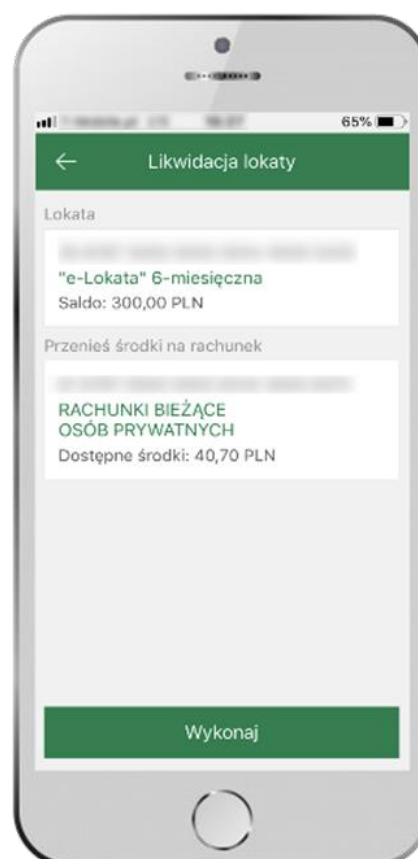 65%
Likwidacja lokaty
Lokata
"e-Lokata" 6-miesięczna
Saldo: 300,00 PLN
Przenieś środki na rachunek
RACHUNKI BIEŻĄCE
OSÓB PRYWATNYCH
Dostępne środki: 40,70 PLN
Wykonaj